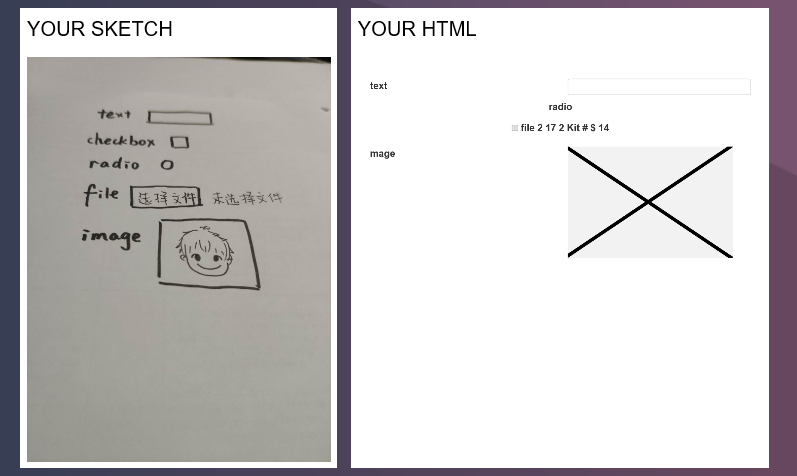 YOUR SKETCH
text
checkbox
radio
file 选择文件 未选择文件
image
YOUR HTML
text
radio
file 2 17 2 Kit # $ 14
mage